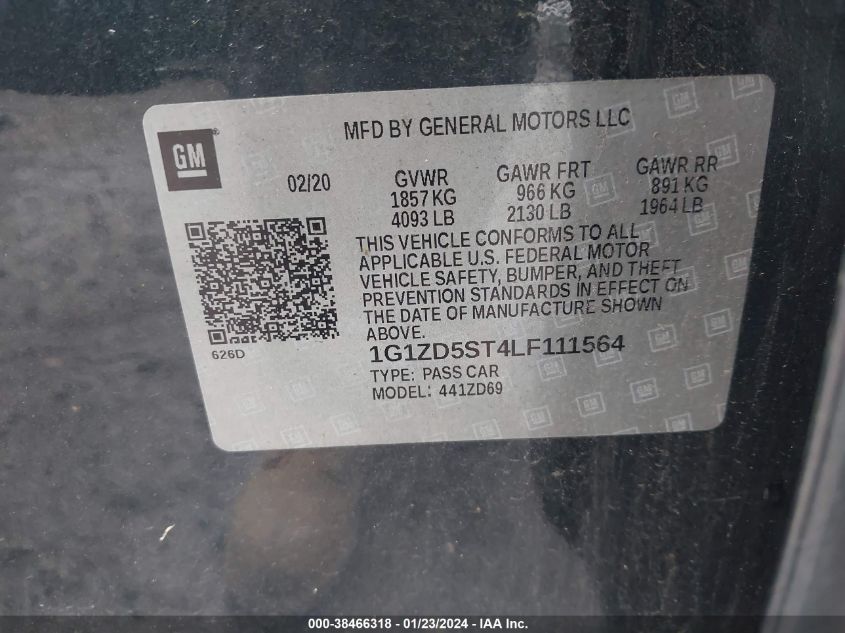 MFD BY GENERAL MOTORS LLC
GM
02/20
GVWR
1857 KG
4093 LB
GAWR FRT
966 KG
2130 LB
GAWR RR
891 KG
1964 LB
THIS VEHICLE CONFORMS TO ALL
APPLICABLE U.S. FEDERAL MOTOR
VEHICLE SAFETY, BUMPER, AND THEFT
PREVENTION STANDARDS IN EFFECT ON
THE DATE OF MANUFACTURE SHOWN
ABOVE.
626D
1G1ZD5ST4LF111564
TYPE: PASS CAR
MODEL: 441ZD69
000-38466318 - 01/23/2024 - IAA Inc.